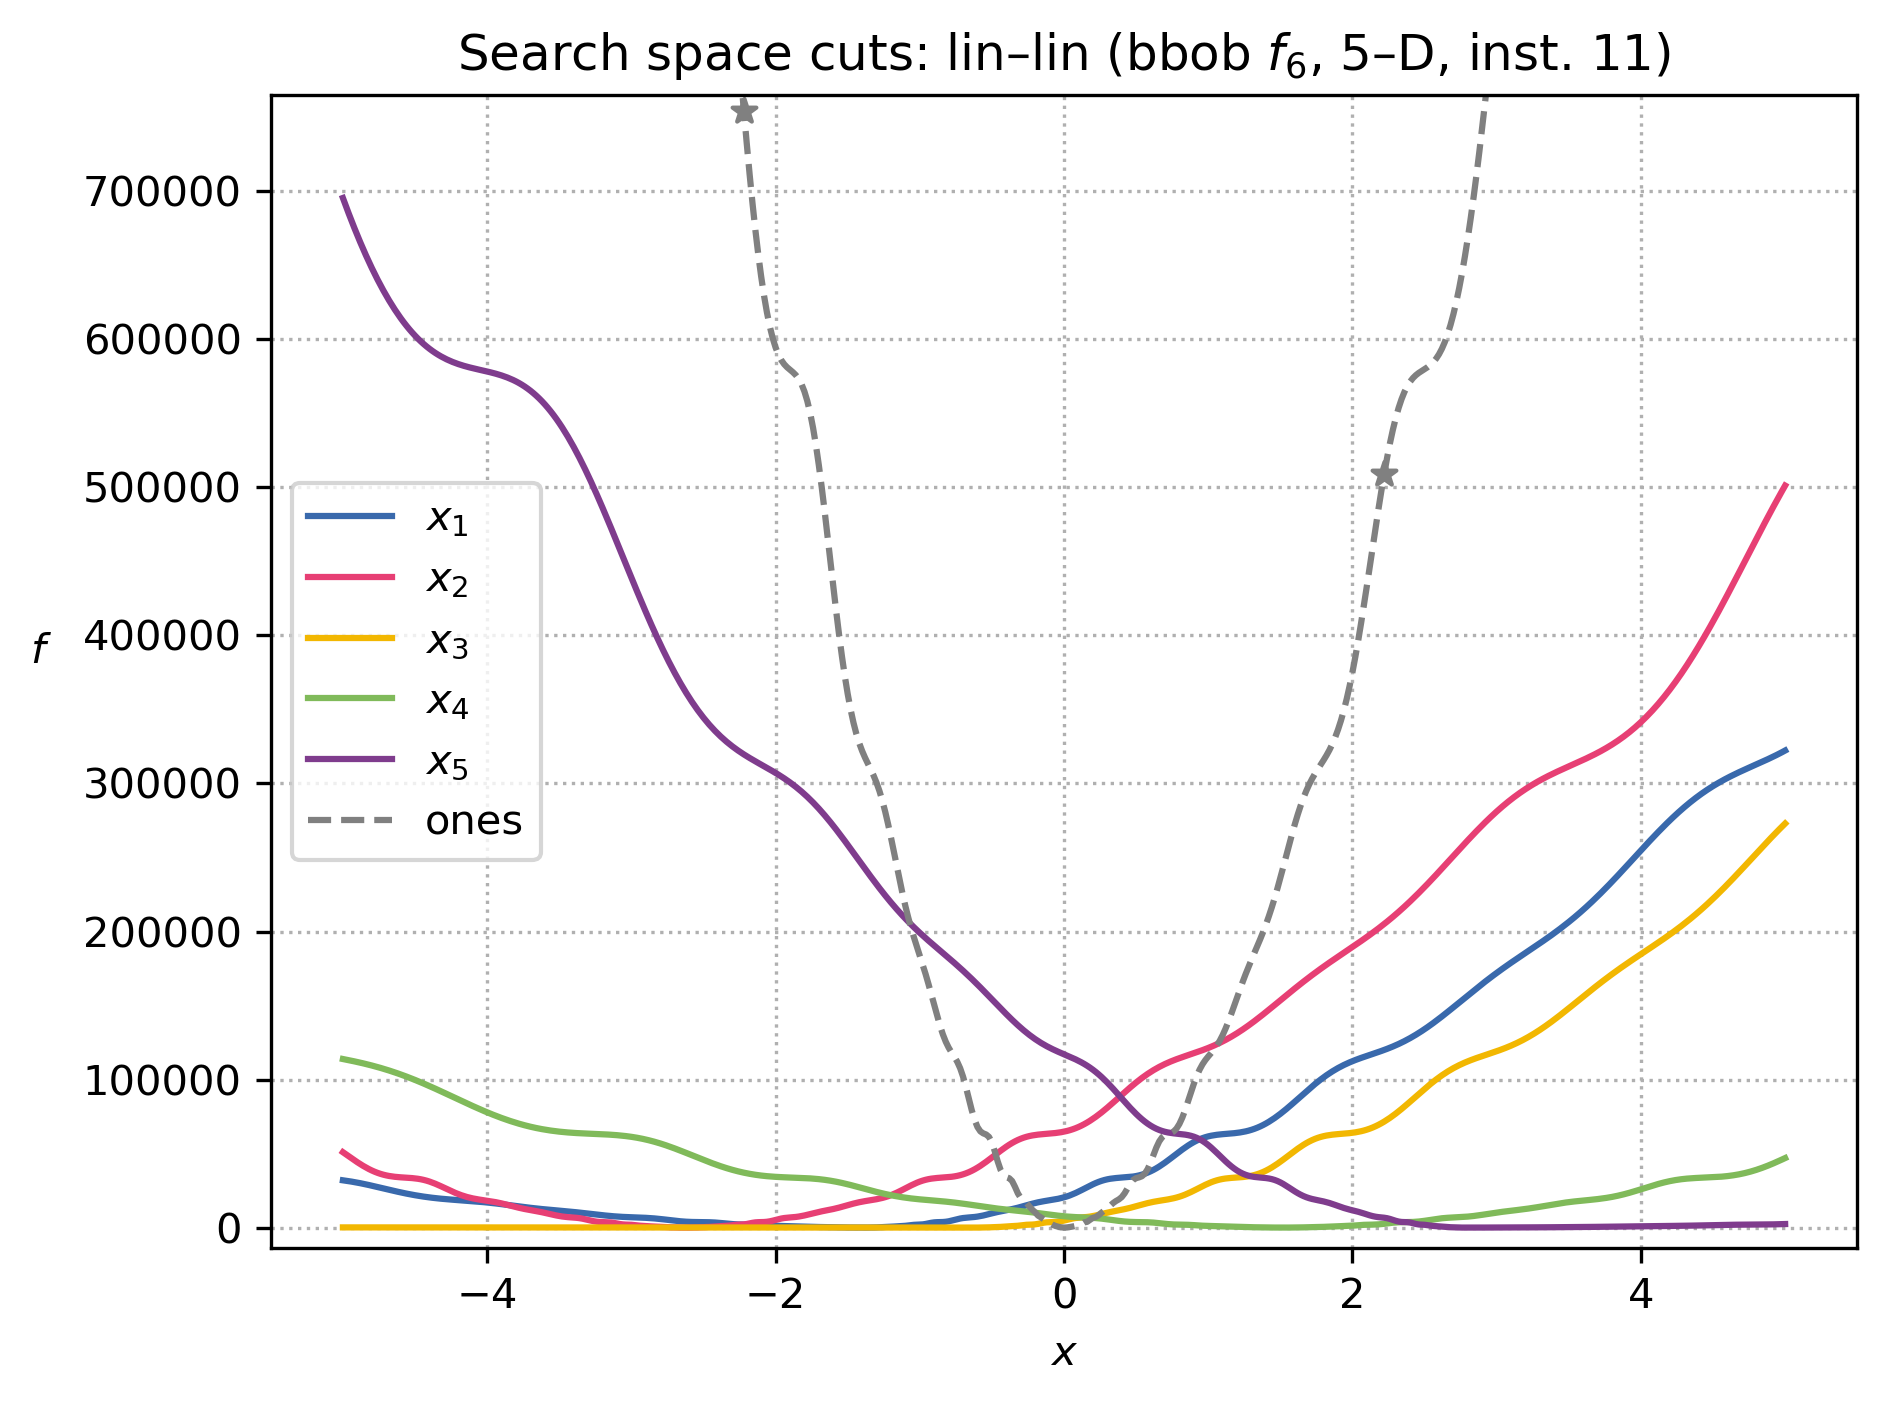 Search space cuts: lin–lin (bbob f₆, 5–D, inst. 11)
700000
600000
500000
400000
300000
200000
100000
0
f
x₁
x₂
x₃
x₄
x₅
ones
−4 −2 0 2 4
x